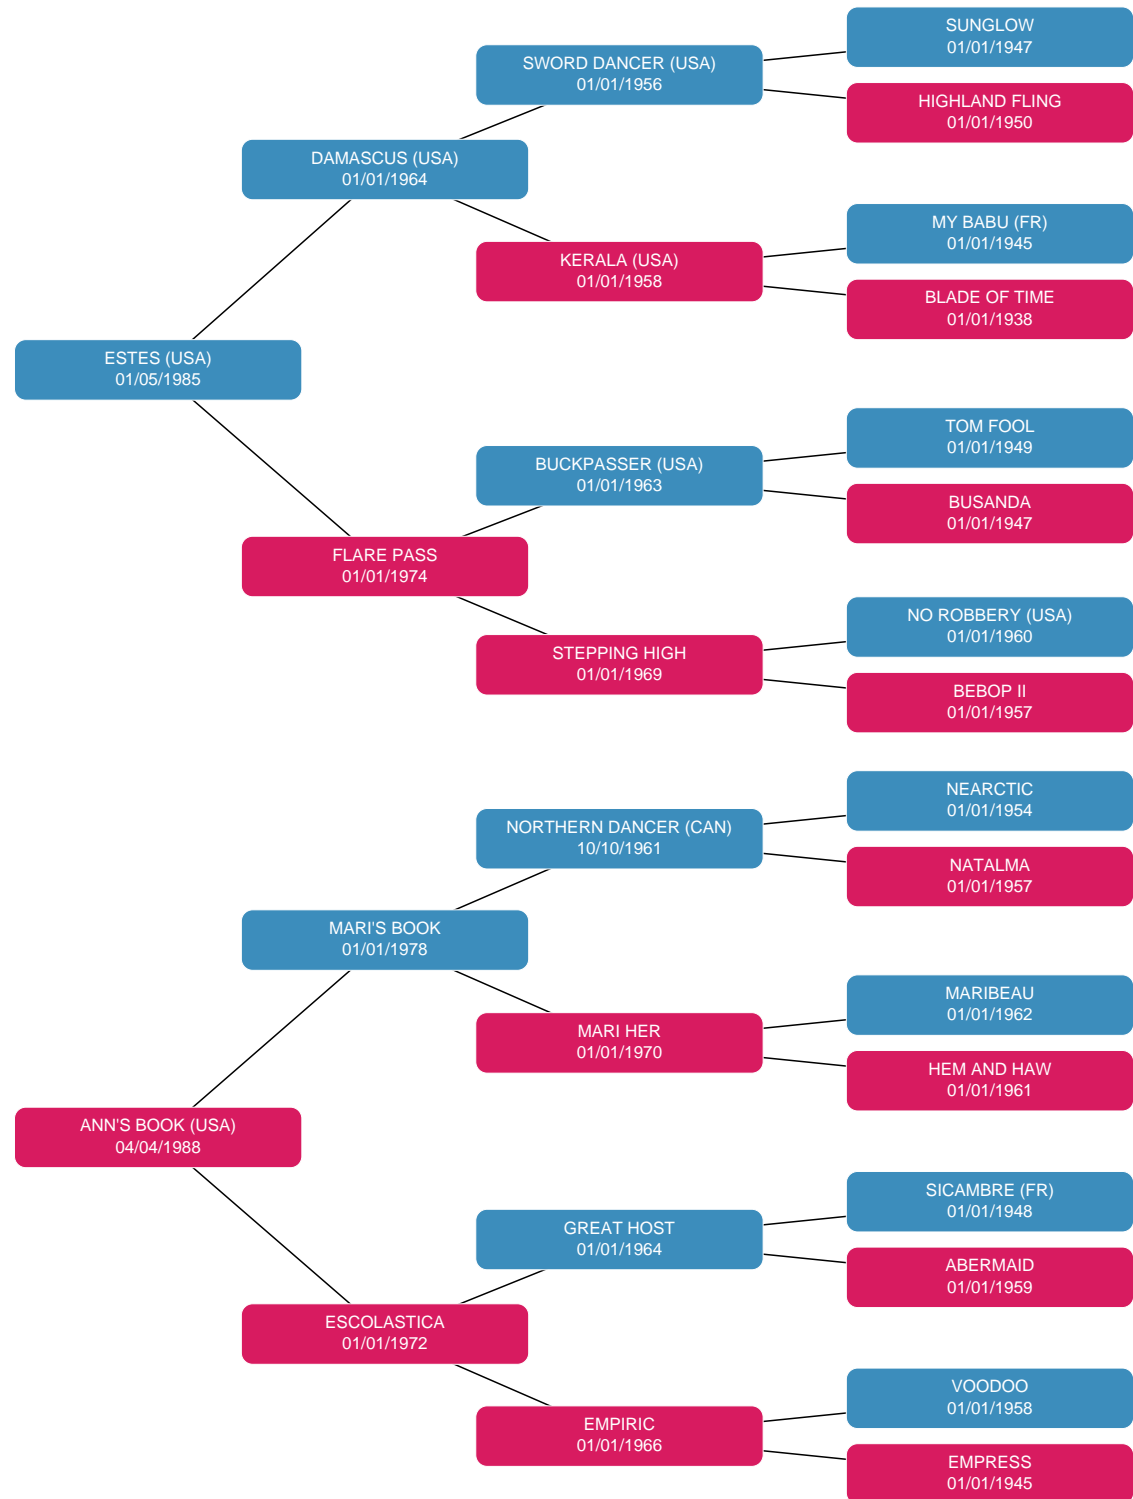 SUNGLOW
01/01/1947
SWORD DANCER (USA)
01/01/1956
HIGHLAND FLING
01/01/1950
DAMASCUS (USA)
01/01/1964
MY BABU (FR)
01/01/1945
KERALA (USA)
01/01/1958
BLADE OF TIME
01/01/1938
ESTES (USA)
01/05/1985
TOM FOOL
01/01/1949
BUCKPASSER (USA)
01/01/1963
BUSANDA
01/01/1947
FLARE PASS
01/01/1974
NO ROBBERY (USA)
01/01/1960
STEPPING HIGH
01/01/1969
BEBOP II
01/01/1957
NEARCTIC
01/01/1954
NORTHERN DANCER (CAN)
10/10/1961
NATALMA
01/01/1957
MARI'S BOOK
01/01/1978
MARIBEAU
01/01/1962
MARI HER
01/01/1970
HEM AND HAW
01/01/1961
ANN'S BOOK (USA)
04/04/1988
SICAMBRE (FR)
01/01/1948
GREAT HOST
01/01/1964
ABERMAID
01/01/1959
ESCOLASTICA
01/01/1972
VOODOO
01/01/1958
EMPIRIC
01/01/1966
EMPRESS
01/01/1945